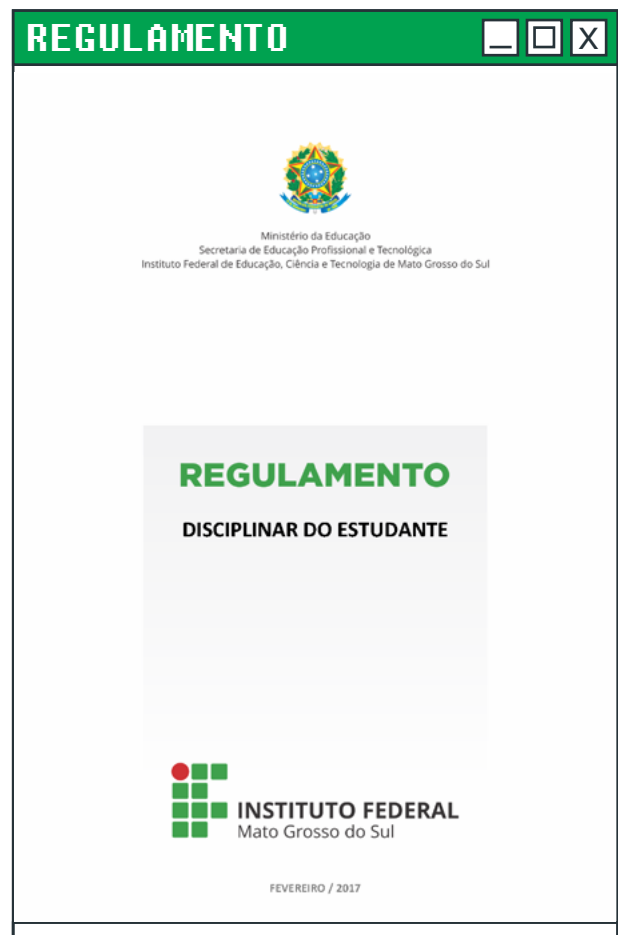 REGULAMENTO
Ministério da Educação
Secretaria de Educação Profissional e Tecnológica
Instituto Federal de Educação, Ciência e Tecnologia de Mato Grosso do Sul
REGULAMENTO
DISCIPLINAR DO ESTUDANTE
INSTITUTO FEDERAL
Mato Grosso do Sul
FEVEREIRO / 2017